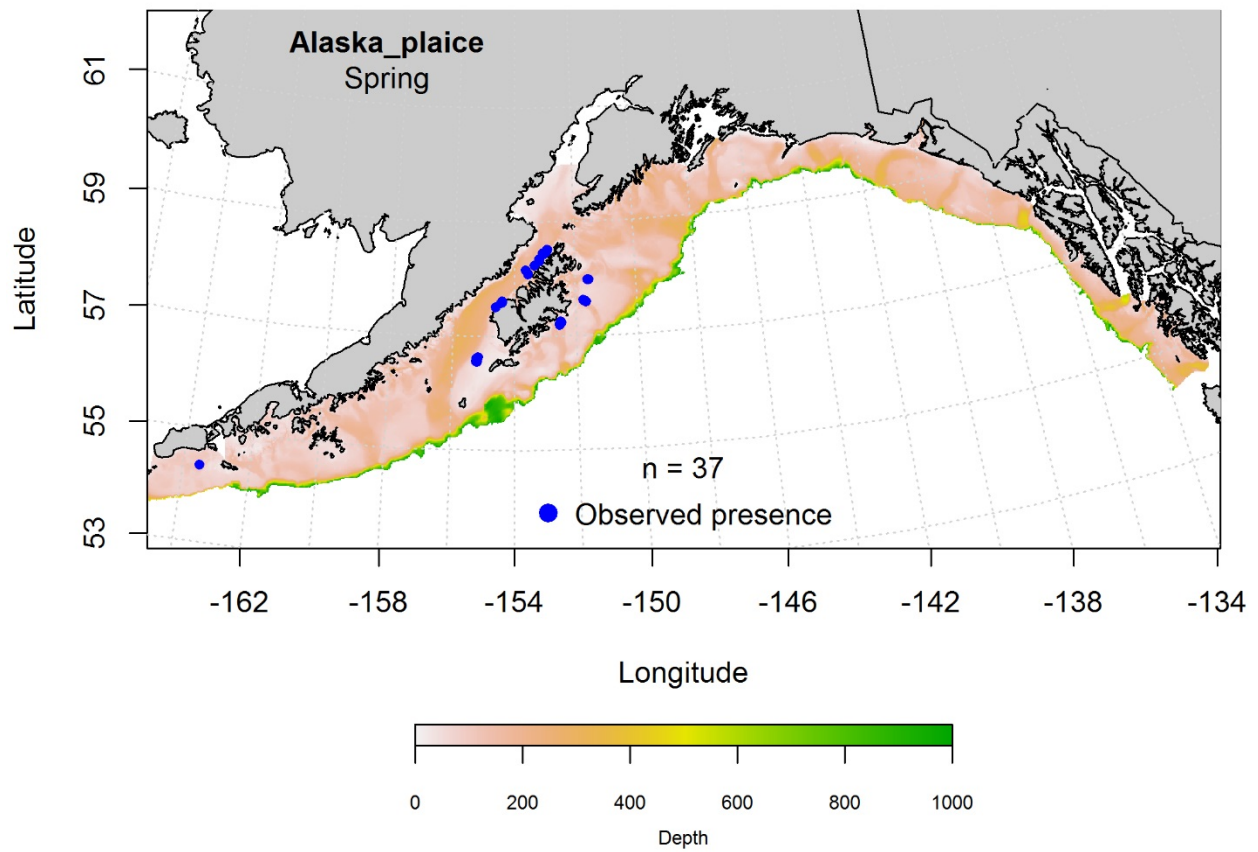 Alaska_plaice
Spring
61
59
57
55
53
Latitude
n = 37
Observed presence
-162 -158 -154 -150 -146 -142 -138 -134
Longitude
0 200 400 600 800 1000
Depth